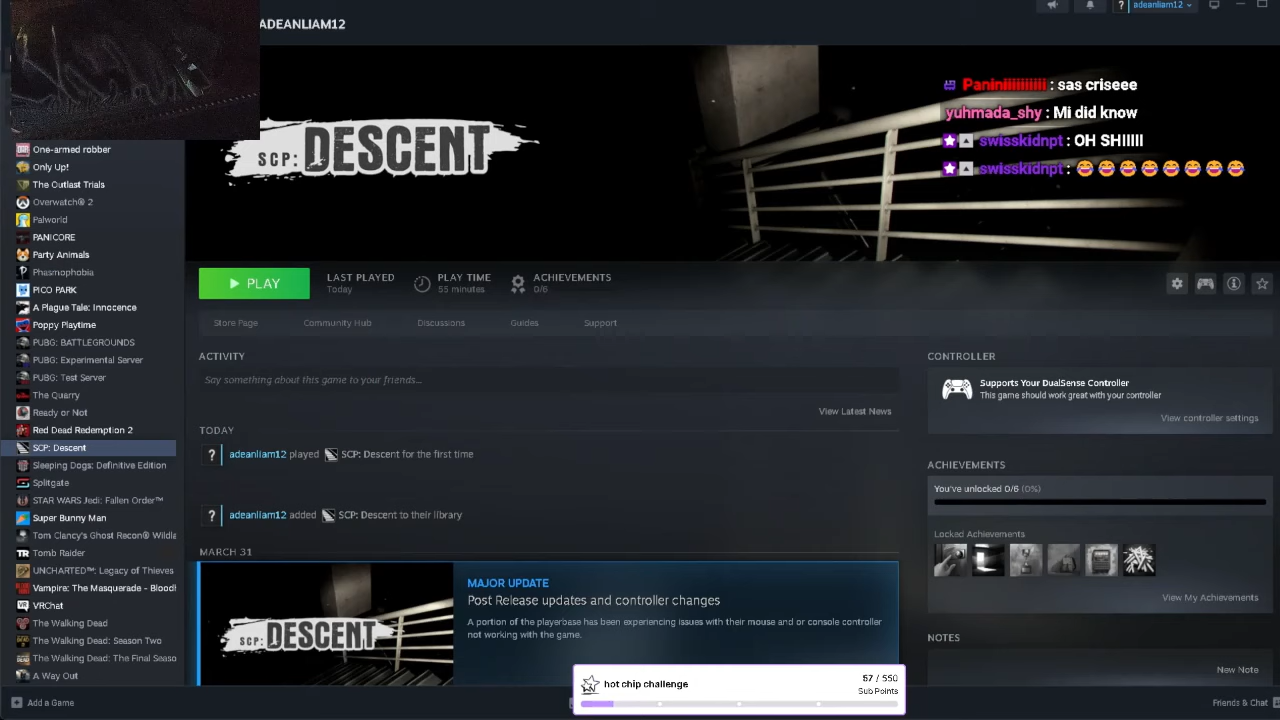 ADEANLIAM12
adeanliam12
Paniniiiiiiiiii : sas criseee
yuhmada_shy : Mi did know
swisskidnpt : OH SHIIIII
swisskidnpt : 😂😂😂😂😂😂😂😂
SCP: DESCENT
One-armed robber
Only Up!
The Outlast Trials
Overwatch® 2
Palworld
PANICORE
Party Animals
Phasmophobia
PICO PARK
A Plague Tale: Innocence
Poppy Playtime
PUBG: BATTLEGROUNDS
PUBG: Experimental Server
PUBG: Test Server
The Quarry
Ready or Not
Red Dead Redemption 2
SCP: Descent
Sleeping Dogs: Definitive Edition
Splitgate
STAR WARS Jedi: Fallen Order™
Super Bunny Man
Tom Clancy's Ghost Recon® Wildla
Tomb Raider
UNCHARTED™: Legacy of Thieves
Vampire: The Masquerade - Bloodl
VRChat
The Walking Dead
The Walking Dead: Season Two
The Walking Dead: The Final Seaso
A Way Out
Add a Game
PLAY
LAST PLAYED
Today
PLAY TIME
55 minutes
ACHIEVEMENTS
0/6
Store Page
Community Hub
Discussions
Guides
Support
ACTIVITY
Say something about this game to your friends...
View Latest News
TODAY
adeanliam12 played SCP: Descent for the first time
adeanliam12 added SCP: Descent to their library
MARCH 31
SCP: DESCENT
MAJOR UPDATE
Post Release updates and controller changes
A portion of the playerbase has been experiencing issues with their mouse and or console controller
not working with the game.
CONTROLLER
Supports Your DualSense Controller
This game should work great with your controller
View controller settings
ACHIEVEMENTS
You've unlocked 0/6 (0%)
Locked Achievements
View My Achievements
NOTES
New Note
hot chip challenge
57 / 550
Sub Points
Friends & Chat